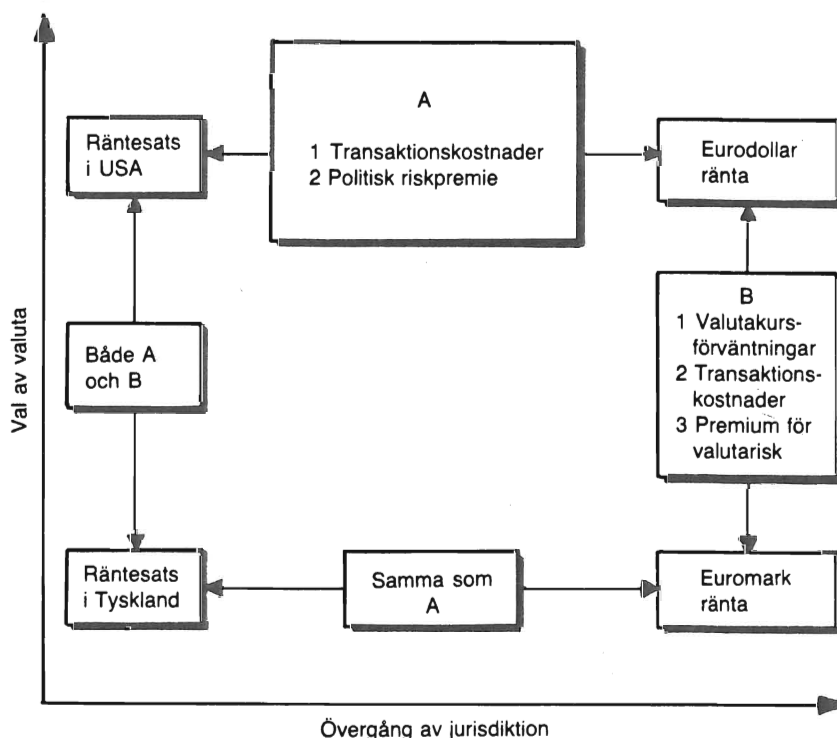 A
1 Transaktionskostnader
2 Politisk riskpremie
Räntesats
i USA
Eurodollar
ränta
Både A
och B
B
1 Valutakurs-
förväntningar
2 Transaktions-
kostnader
3 Premium för
valutarisk
Räntesats
i Tyskland
Samma som
A
Euromark
ränta
Val av valuta
Övergång av jurisdiktion